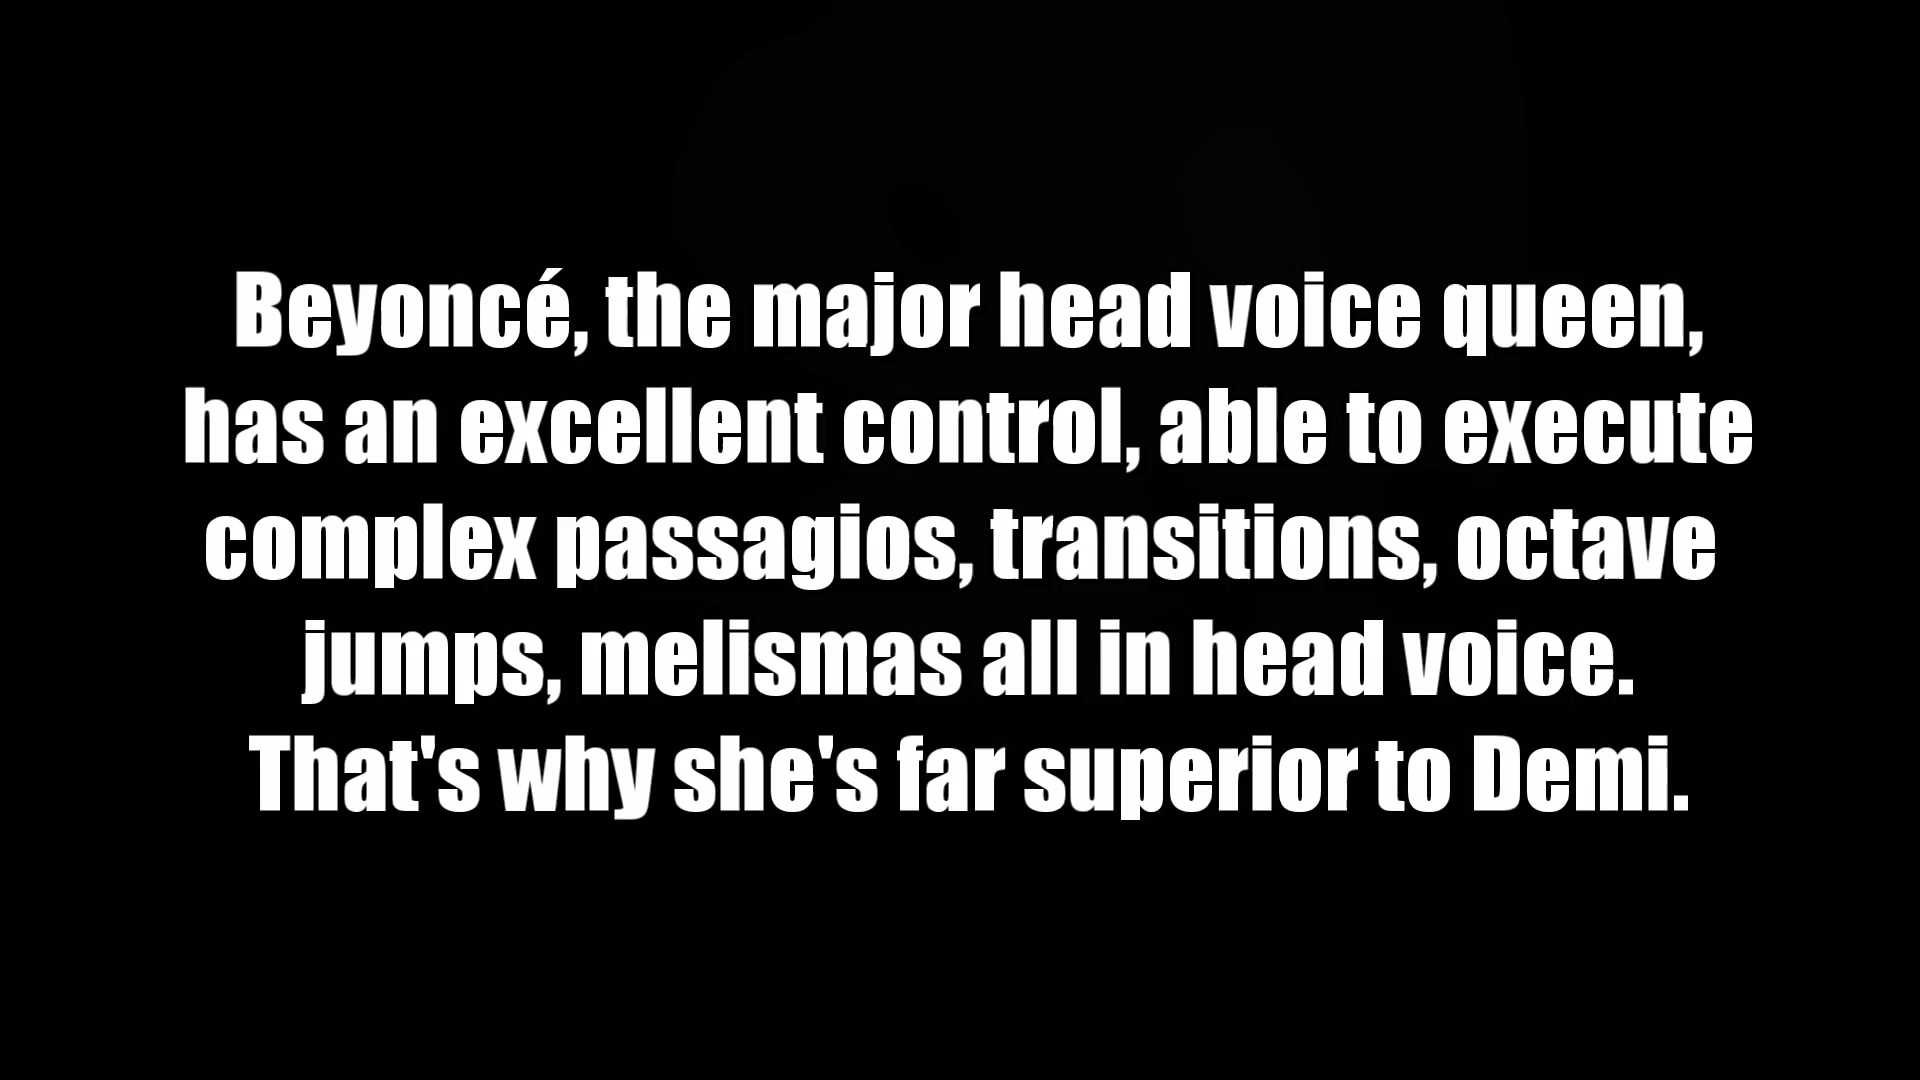 Beyoncé, the major head voice queen,
has an excellent control, able to execute
complex passagios, transitions, octave
jumps, melismas all in head voice.
That's why she's far superior to Demi.